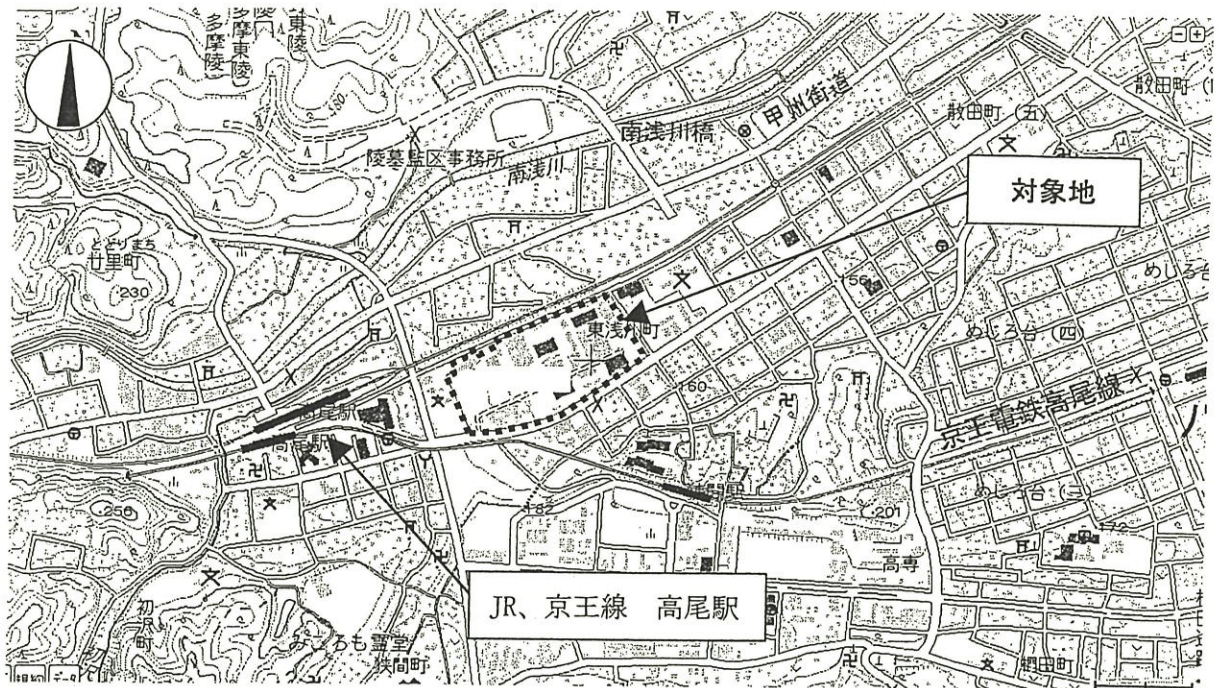 多摩陵
多摩東陵
東陵
150
散田町
陵墓監区事務所
南浅川橋
甲州街道
散田町(五)
南浅川
対象地
とどりまち
廿里町
230
東浅川町
めじろ台
めじろ台(四)
160
高尾駅
高尾駅
京王電鉄高尾線
182
201
めじろ台(三)
172
256
高専
JR、京王線 高尾駅
初沢町
みころも霊堂
狭間町
椚田町